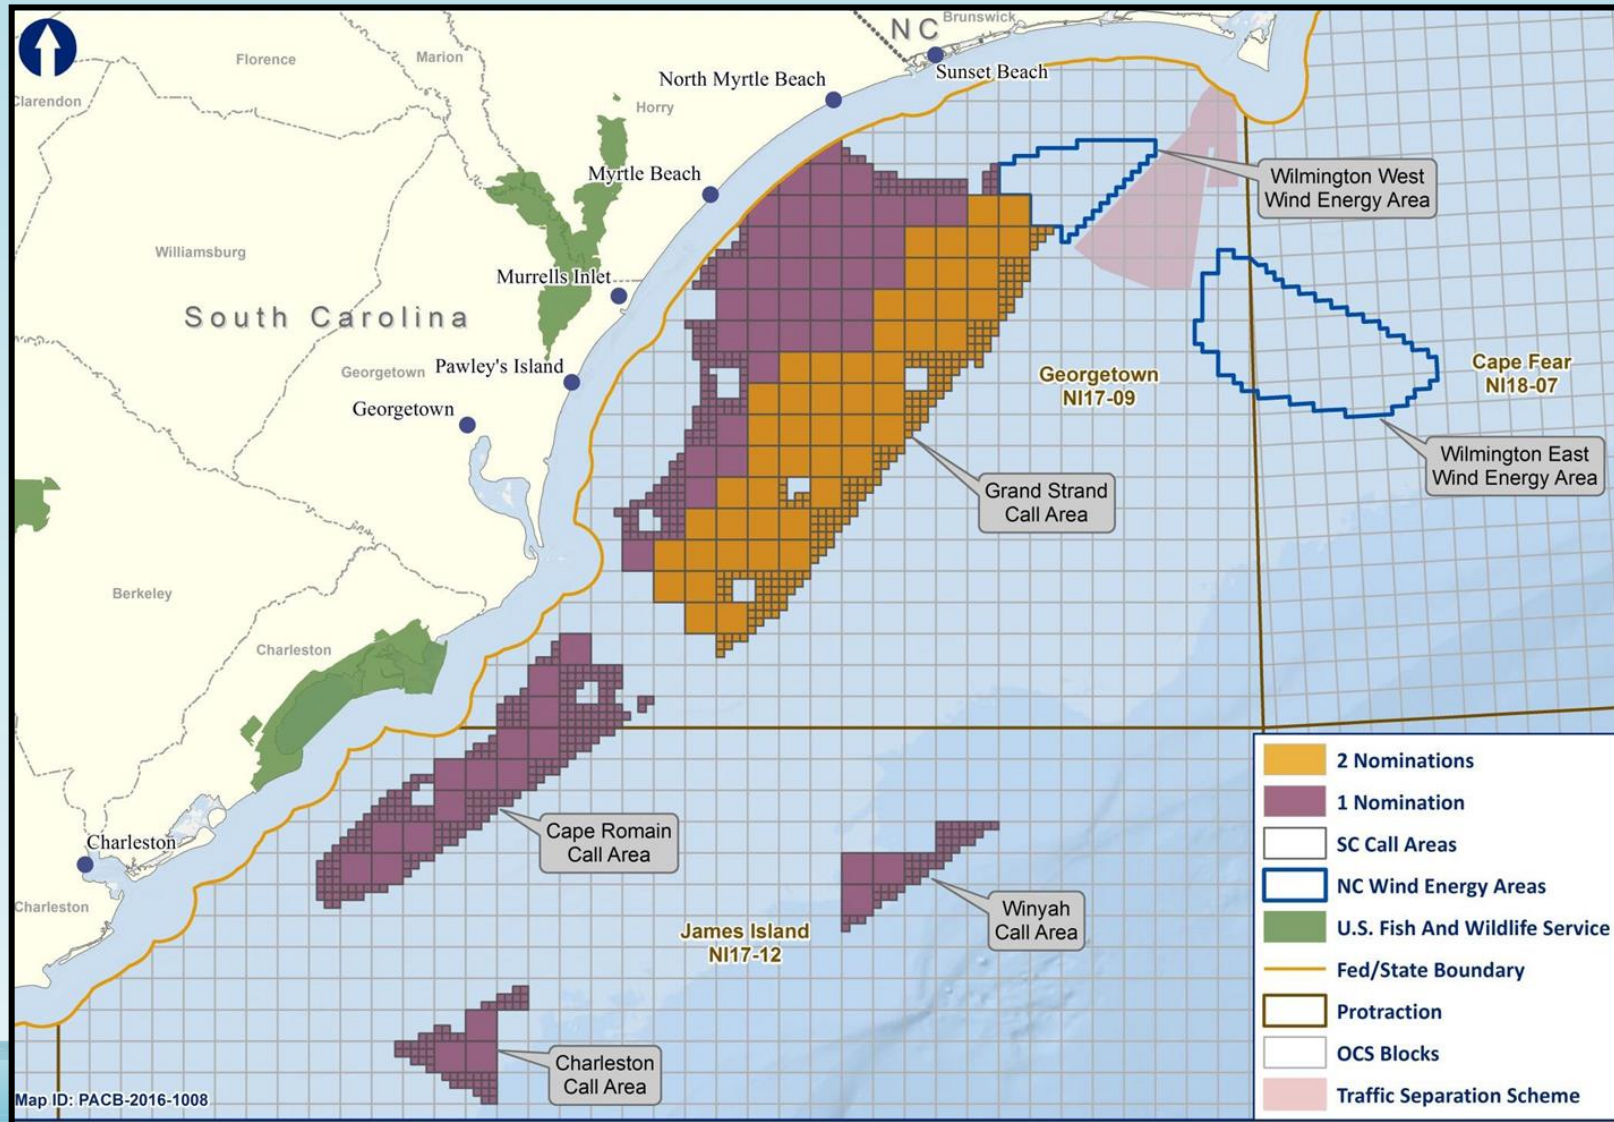 NC
Brunswick
Florence
Marion
Clarendon
Sunset Beach
North Myrtle Beach
Horry
Myrtle Beach
Wilmington West
Wind Energy Area
Williamsburg
Murrells Inlet
South Carolina
Georgetown
Pawley's Island
Georgetown
NI17-09
Cape Fear
NI18-07
Georgetown
Wilmington East
Wind Energy Area
Grand Strand
Call Area
Berkeley
Charleston
Cape Romain
Call Area
Charleston
Charleston
Winyah
Call Area
James Island
NI17-12
Charleston
Call Area
Map ID: PACB-2016-1008
2 Nominations
1 Nomination
SC Call Areas
NC Wind Energy Areas
U.S. Fish And Wildlife Service
Fed/State Boundary
Protraction
OCS Blocks
Traffic Separation Scheme